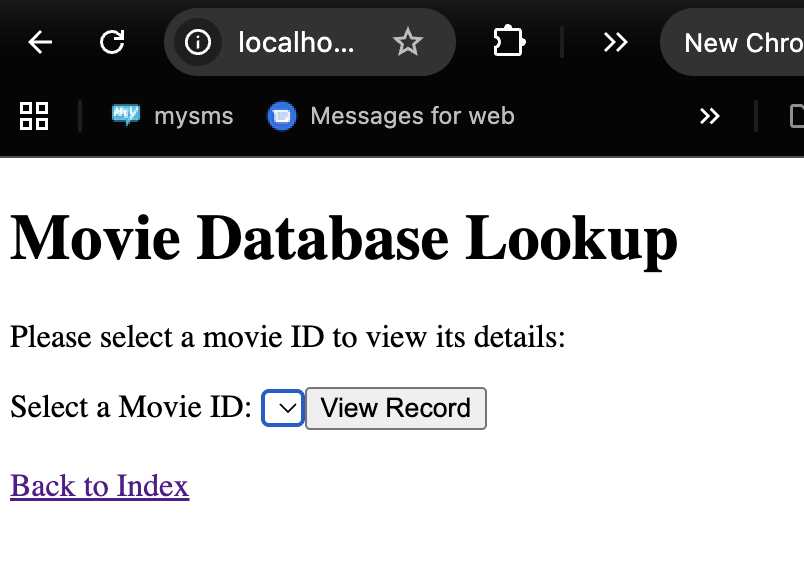 localho...
New Chro
mysms
Messages for web
Movie Database Lookup
Please select a movie ID to view its details:
Select a Movie ID:
View Record
Back to Index